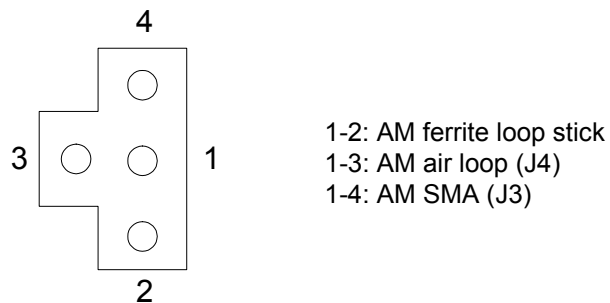 4
3
1
2
1-2: AM ferrite loop stick
1-3: AM air loop (J4)
1-4: AM SMA (J3)